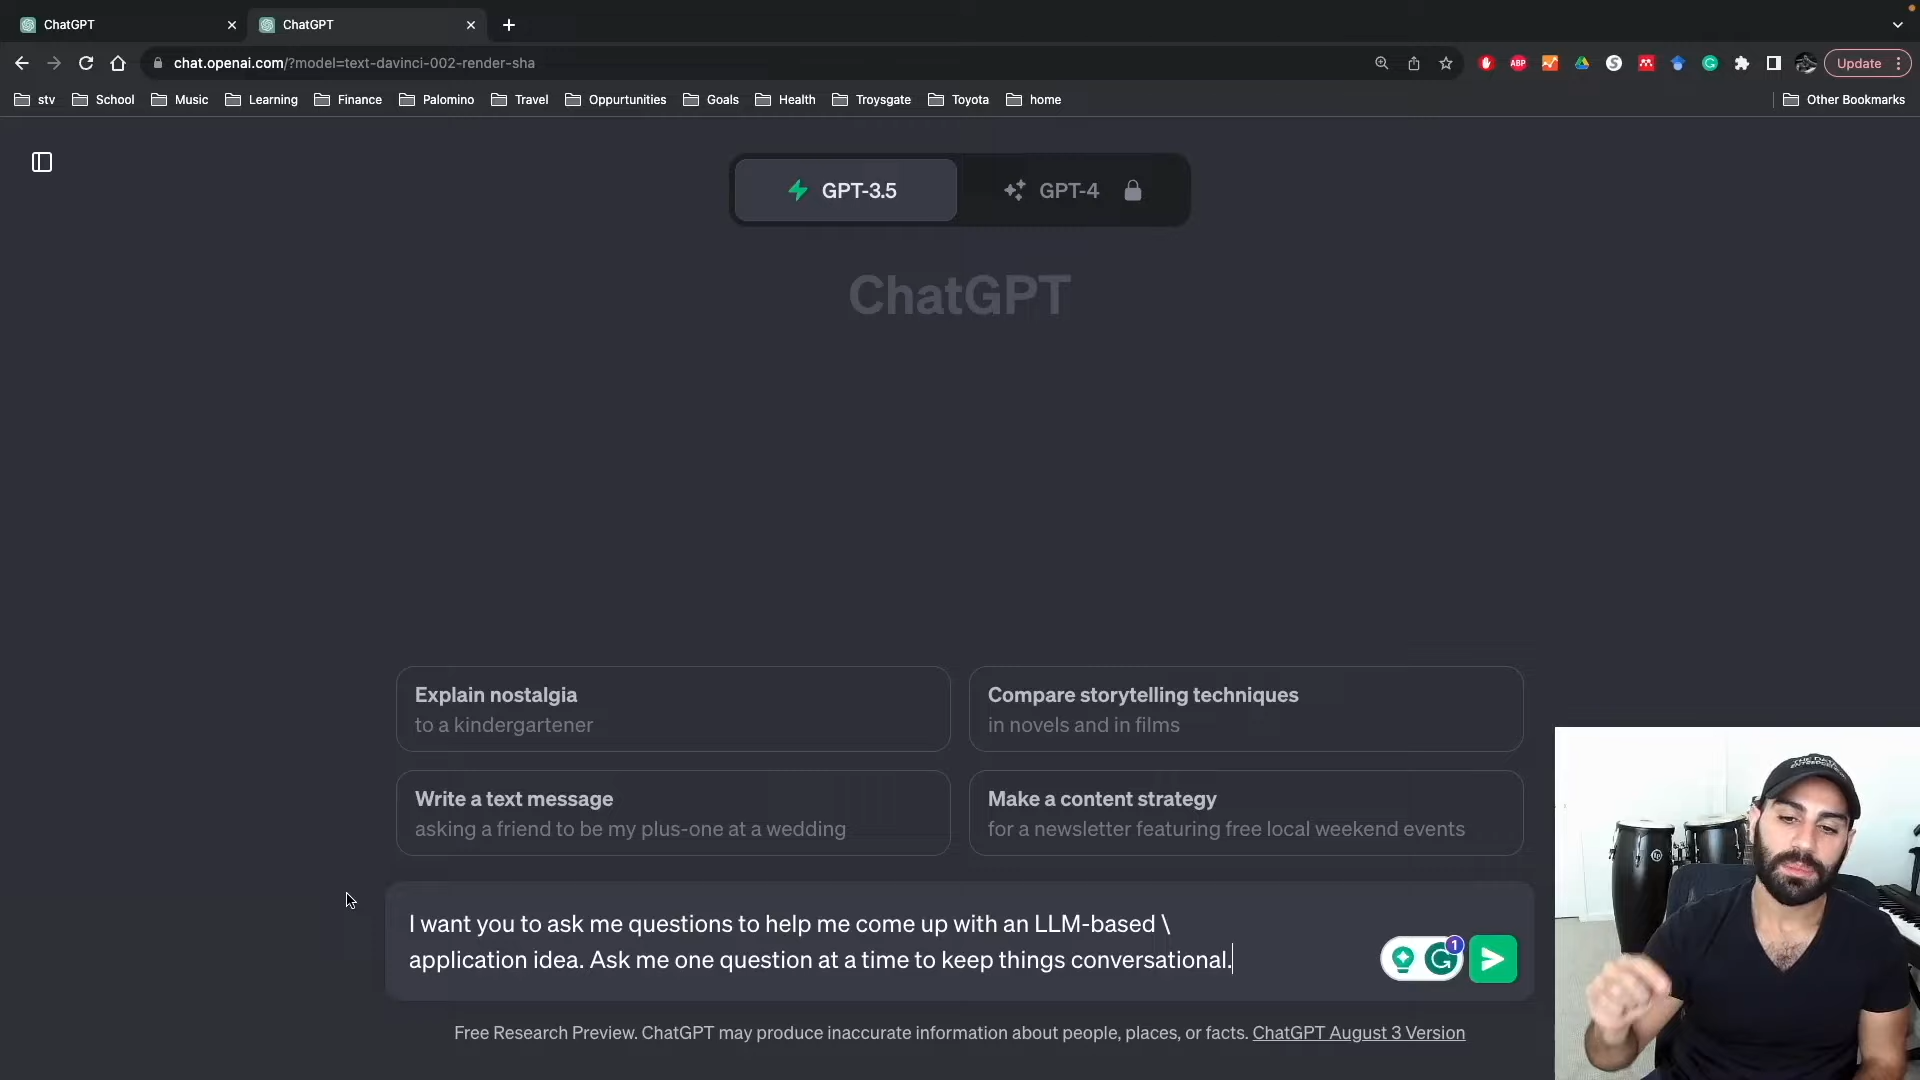 ChatGPT
ChatGPT
chat.openai.com/?model=text-davinci-002-render-sha
ABP
Update
stv School Music Learning Finance Palomino Travel Oppurtunities Goals Health Troysgate Toyota home Other Bookmarks
GPT-3.5 GPT-4
ChatGPT
Explain nostalgia
to a kindergartener
Compare storytelling techniques
in novels and in films
Write a text message
asking a friend to be my plus-one at a wedding
Make a content strategy
for a newsletter featuring free local weekend events
I want you to ask me questions to help me come up with an LLM-based \
application idea. Ask me one question at a time to keep things conversational.
1
Free Research Preview. ChatGPT may produce inaccurate information about people, places, or facts. ChatGPT August 3 Version